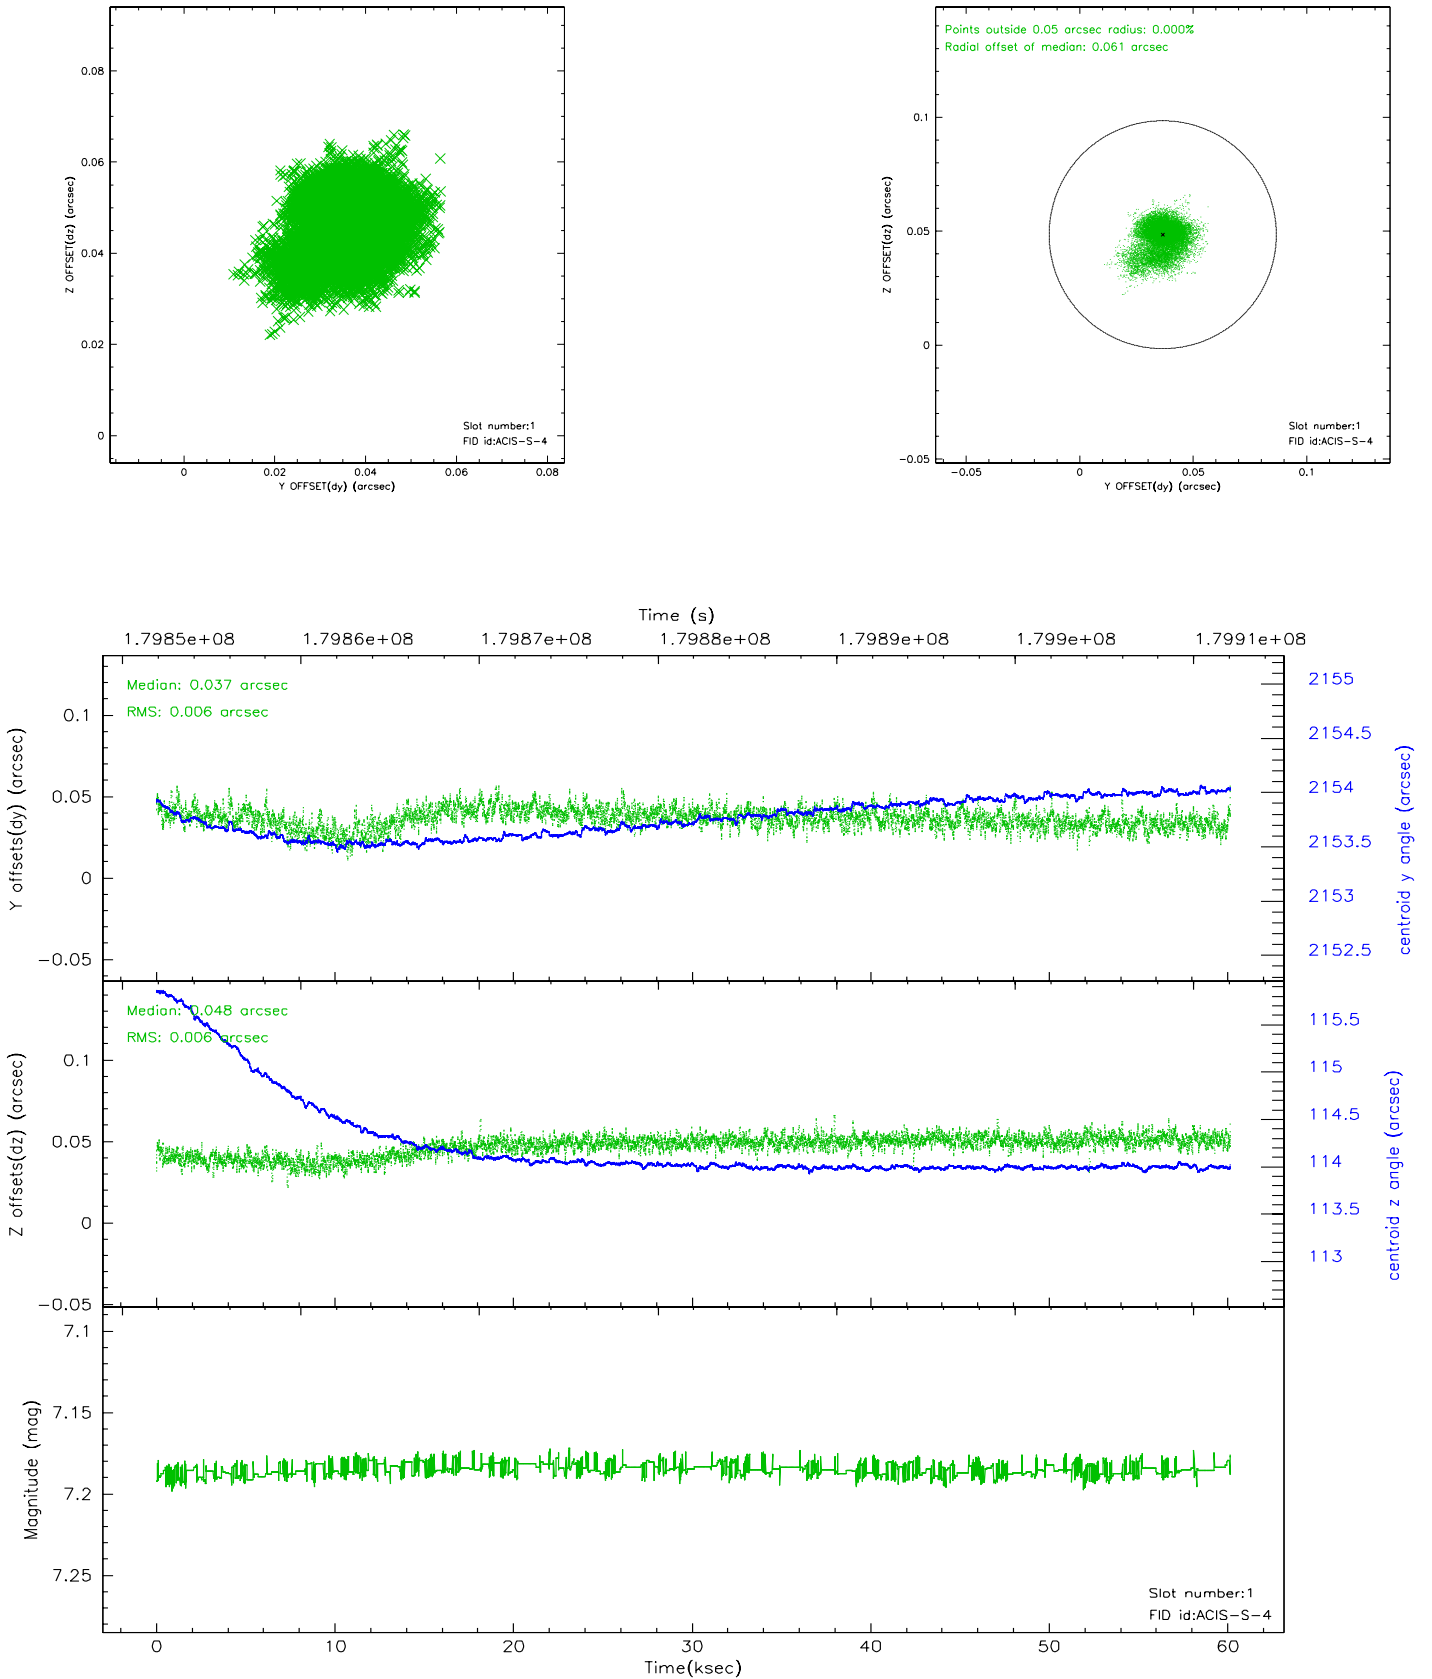 0.08
0.06
0.04
0.02
0
Z OFFSET(dz) (arcsec)
Slot number:1
FID id:ACIS-S-4
0 0.02 0.04 0.06 0.08
Y OFFSET(dy) (arcsec)
Points outside 0.05 arcsec radius: 0.000%
Radial offset of median: 0.061 arcsec
0.1
0.05
0
-0.05
Z OFFSET(dz) (arcsec)
Slot number:1
FID id:ACIS-S-4
-0.05 0 0.05 0.1
Y OFFSET(dy) (arcsec)
Time (s)
1.7985e+08 1.7986e+08 1.7987e+08 1.7988e+08 1.7989e+08 1.799e+08 1.7991e+08
Median: 0.037 arcsec
RMS: 0.006 arcsec
0.1
0.05
0
-0.05
Y offsets(dy) (arcsec)
2155
2154.5
2154
2153.5
2153
2152.5
centroid y angle (arcsec)
Median: 0.048 arcsec
RMS: 0.006 arcsec
0.1
0.05
0
-0.05
Z offsets(dz) (arcsec)
115.5
115
114.5
114
113.5
113
centroid z angle (arcsec)
7.1
7.15
7.2
7.25
Magnitude (mag)
Slot number:1
FID id:ACIS-S-4
0 10 20 30 40 50 60
Time(ksec)